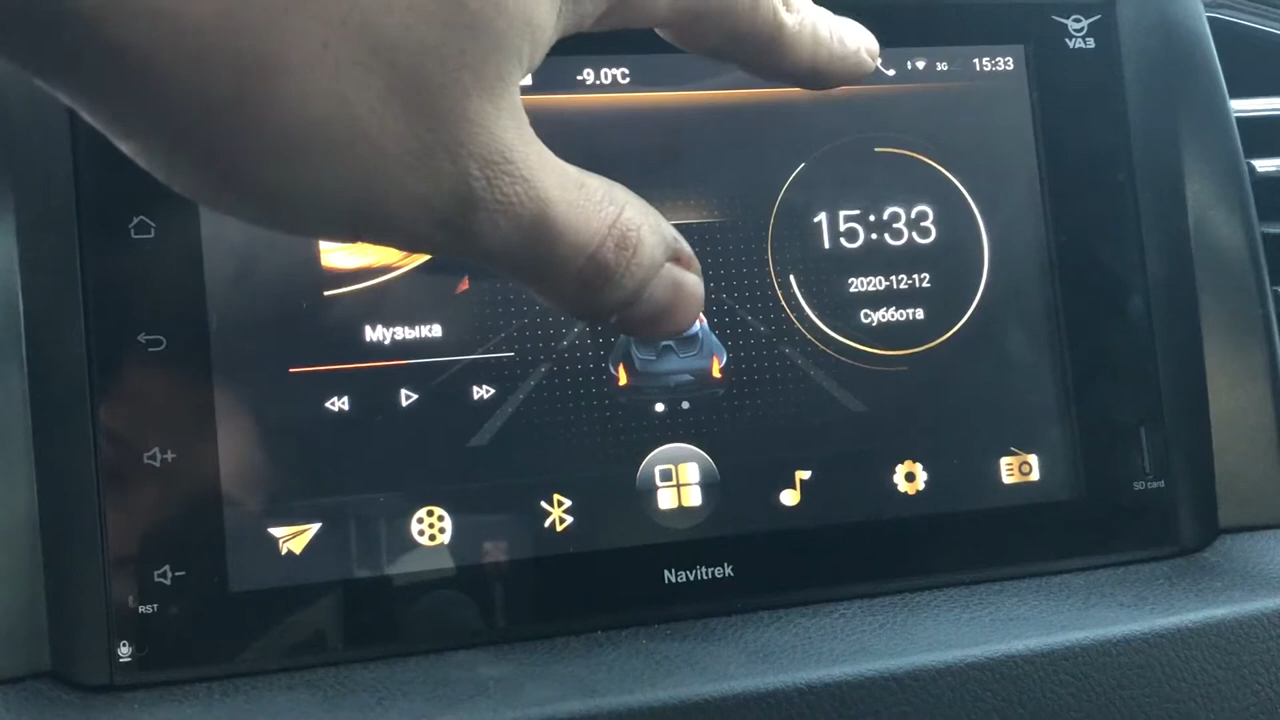 УАЗ
-9.0℃
3G
15:33
15:33
2020-12-12
Суббота
Музыка
SD card
Navitrek
RST